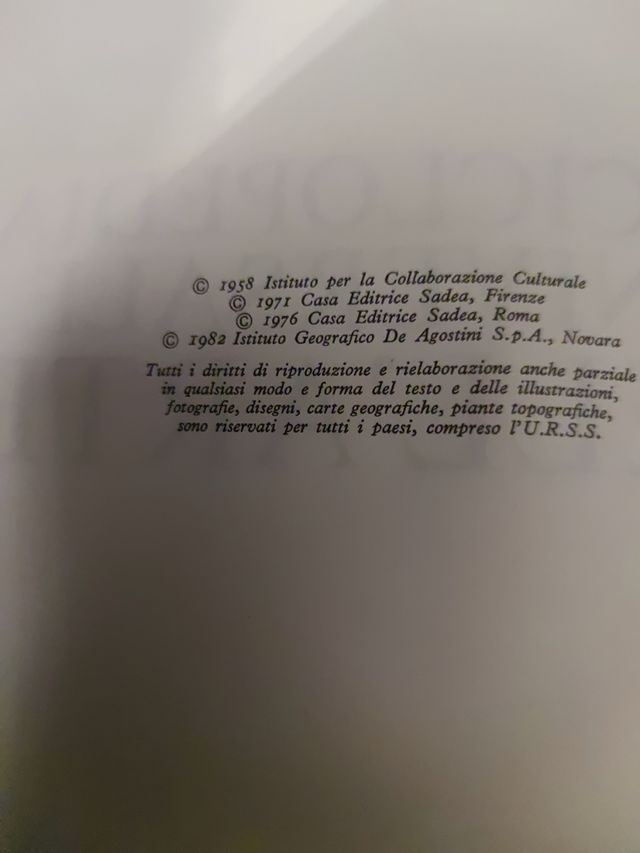 © 1958 Istituto per la Collaborazione Culturale
© 1971 Casa Editrice Sadea, Firenze
© 1976 Casa Editrice Sadea, Roma
© 1982 Istituto Geografico De Agostini S.p.A., Novara
Tutti i diritti di riproduzione e rielaborazione anche parziale
in qualsiasi modo e forma del testo e delle illustrazioni,
fotografie, disegni, carte geografiche, piante topografiche,
sono riservati per tutti i paesi, compreso l'U.R.S.S.